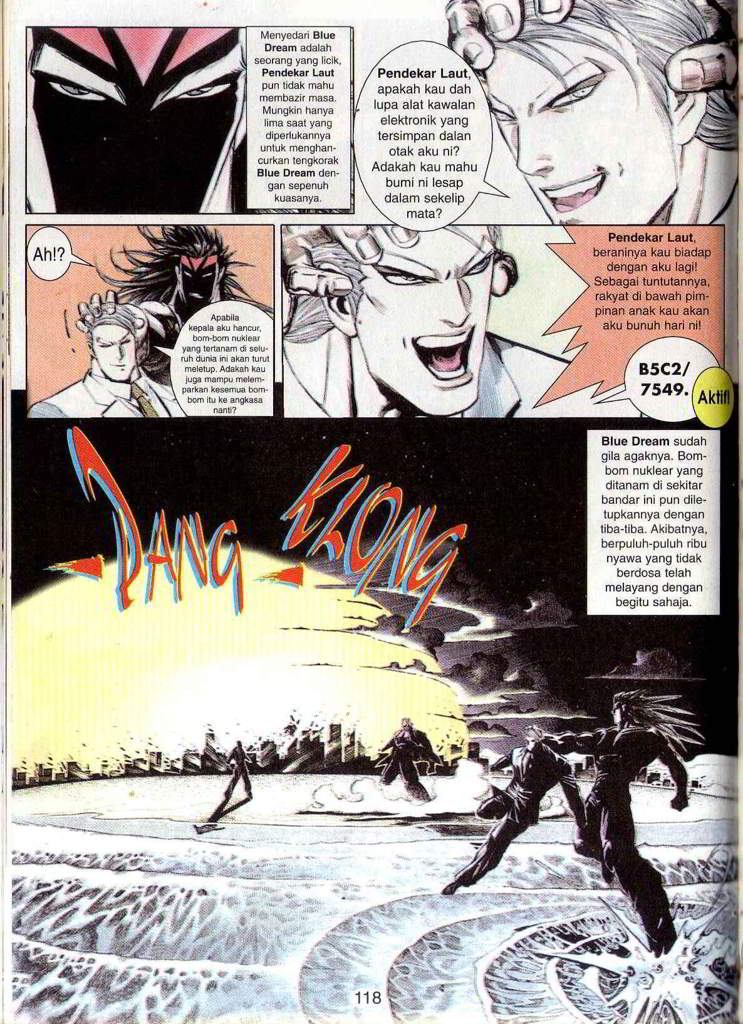 Menyedari Blue
Dream adalah
seorang yang licik,
Pendekar Laut
pun tidak mahu
membazir masa.
Mungkin hanya
lima saat yang
diperlukannya
untuk menghan-
curkan tengkorak
Blue Dream den-
gan sepenuh
kuasanya.
Pendekar Laut,
apakah kau dah
lupa alat kawalan
elektronik yang
tersimpan dalan
otak aku ni?
Adakah kau mahu
bumi ni lesap
dalam sekelip
mata?
Ah!?
Apabila
kepala aku hancur,
bom-bom nuklear
yang tertanam di selu-
ruh dunia ini akan turut
meletup. Adakah kau
juga mampu melem-
parkan kesemua bom-
bom itu ke angkasa
nanti?
Pendekar Laut,
beraninya kau biadap
dengan aku lagi!
Sebagai tuntutannya,
rakyat di bawah pim-
pinan anak kau akan
aku bunuh hari ni!
B5C2/
7549.
Aktif!
Blue Dream sudah
gila agaknya. Bom-
bom nuklear yang
ditanam di sekitar
bandar ini pun dile-
tupkannya dengan
tiba-tiba. Akibatnya,
berpuluh-puluh ribu
nyawa yang tidak
berdosa telah
melayang dengan
begitu sahaja.
DANG KLONG
118